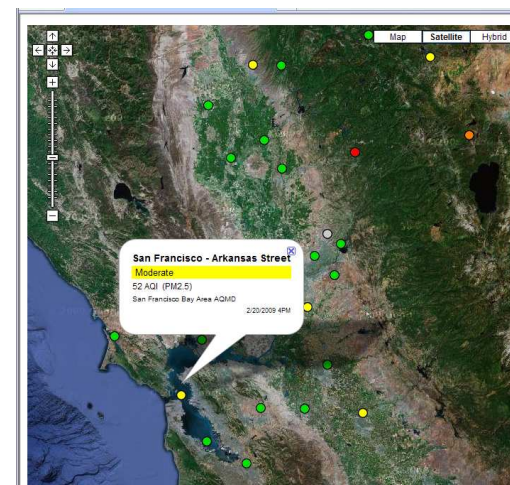 Map Satellite Hybrid
San Francisco - Arkansas Street
Moderate
52 AQI (PM2.5)
San Francisco Bay Area AQMD
2/20/2009 4PM